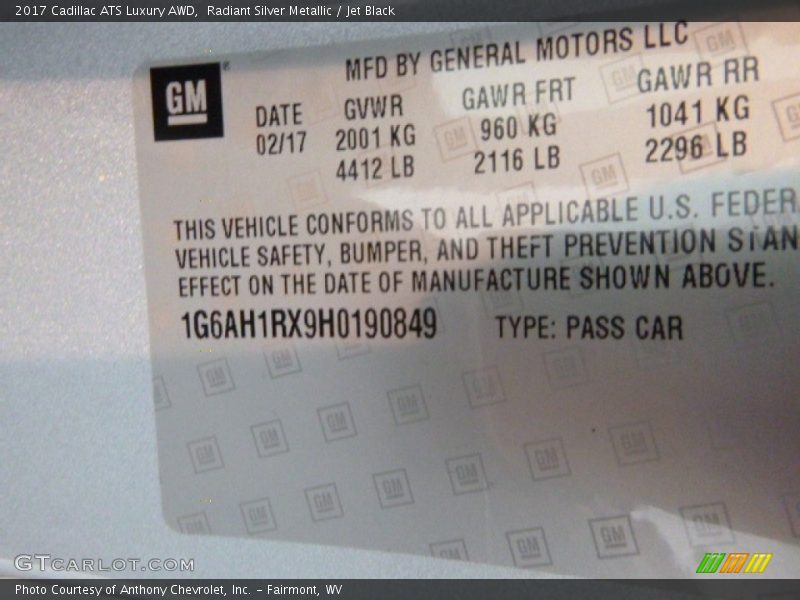 2017 Cadillac ATS Luxury AWD,  Radiant Silver Metallic / Jet Black
GM®
MFD BY GENERAL MOTORS LLC
DATE GVWR GAWR FRT GAWR RR
02/17 2001 KG 960 KG 1041 KG
4412 LB 2116 LB 2296 LB
THIS VEHICLE CONFORMS TO ALL APPLICABLE U.S. FEDER
VEHICLE SAFETY, BUMPER, AND THEFT PREVENTION STAN
EFFECT ON THE DATE OF MANUFACTURE SHOWN ABOVE.
1G6AH1RX9H0190849 TYPE: PASS CAR
GTCARLOT.COM
Photo Courtesy of Anthony Chevrolet, Inc. – Fairmont, WV